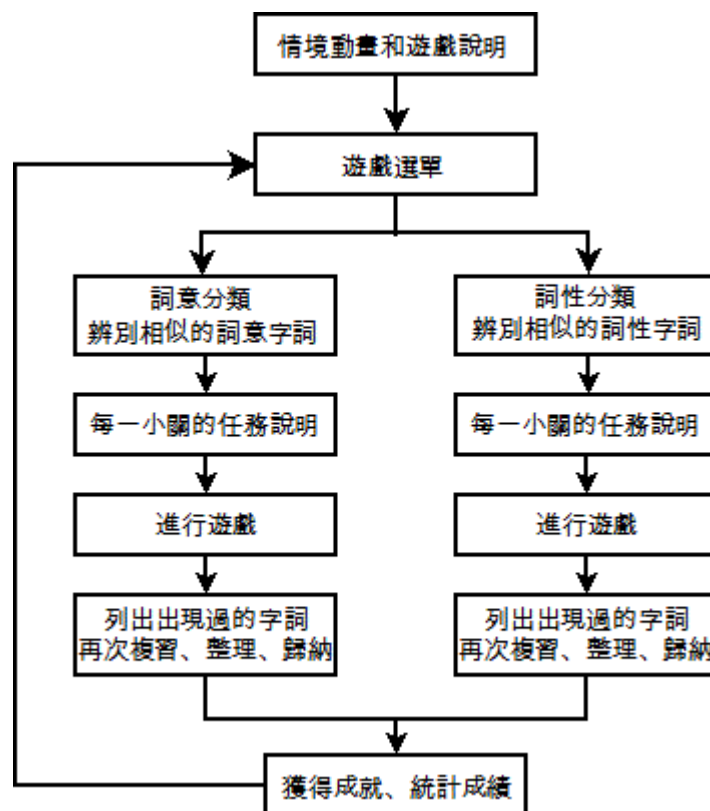 情境動畫和遊戲說明
遊戲選單
詞意分類
辨別相似的詞意字詞
每一小關的任務說明
進行遊戲
列出出現過的字詞
再次複習、整理、歸納
詞性分類
辨別相似的詞性字詞
每一小關的任務說明
進行遊戲
列出出現過的字詞
再次複習、整理、歸納
獲得成就、統計成績